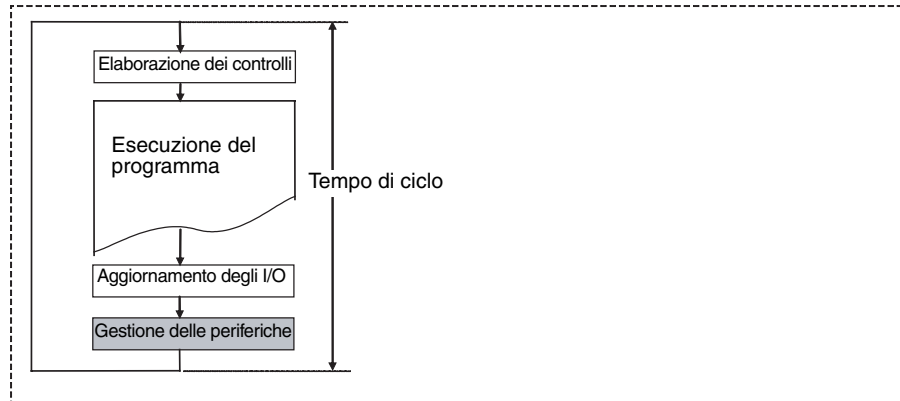 Elaborazione dei controlli
Esecuzione del
programma
Tempo di ciclo
Aggiornamento degli I/O
Gestione delle periferiche